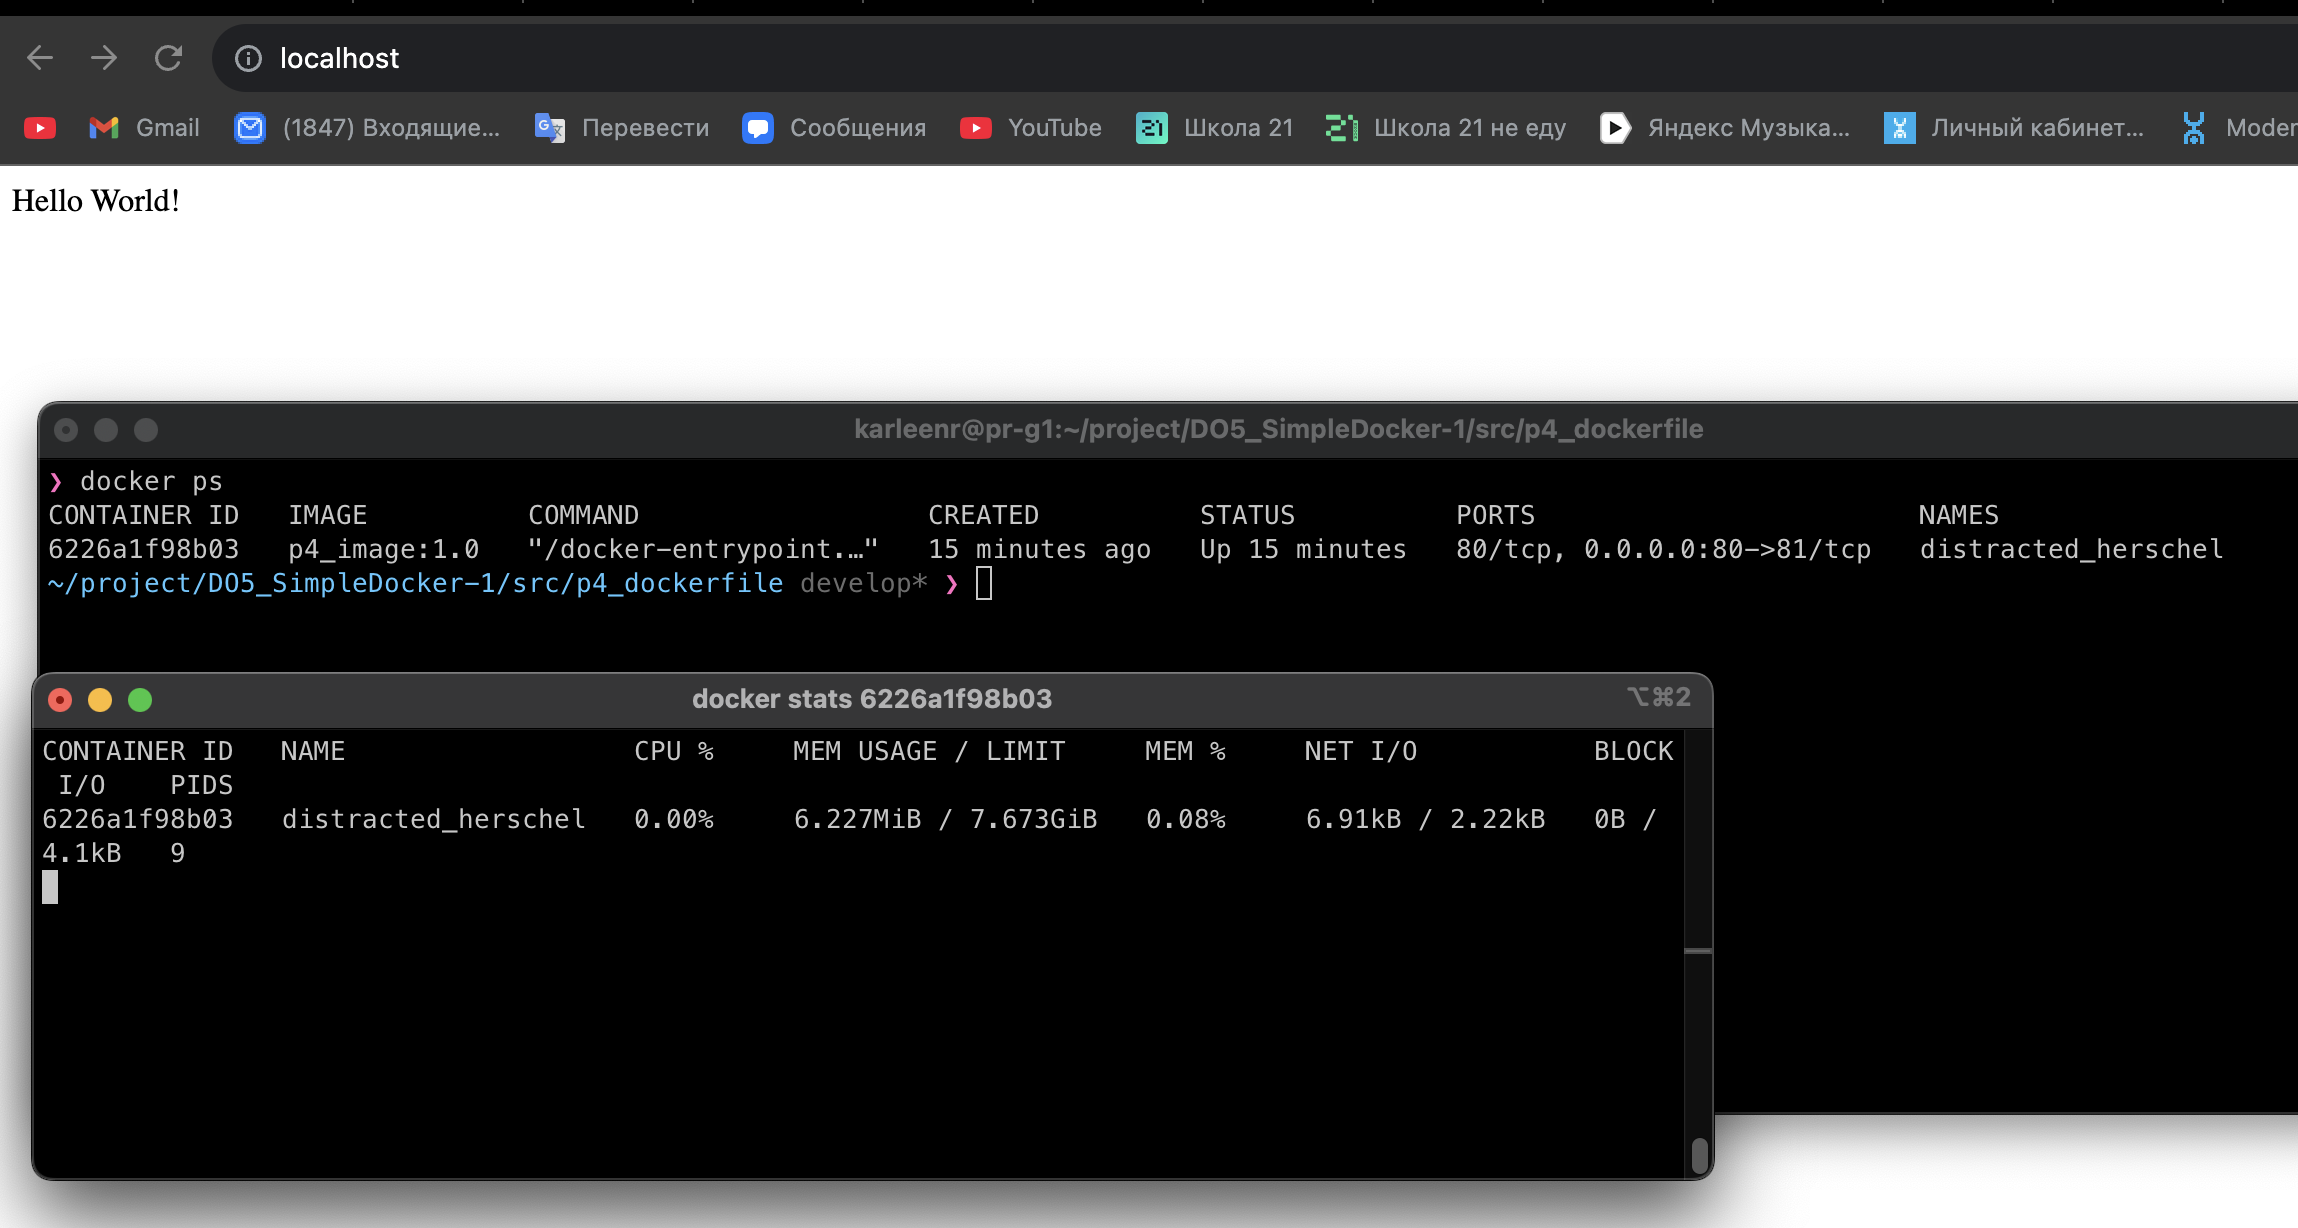 localhost
Gmail (1847) Входящие... Перевести Сообщения YouTube Школа 21 Школа 21 не еду Яндекс Музыка... Личный кабинет... Moder
Hello World!
karleenr@pr-g1:~/project/DO5_SimpleDocker-1/src/p4_dockerfile
❯ docker ps
CONTAINER ID IMAGE COMMAND CREATED STATUS PORTS NAMES
6226a1f98b03 p4_image:1.0 "/docker-entrypoint.…" 15 minutes ago Up 15 minutes 80/tcp, 0.0.0.0:80->81/tcp distracted_herschel
~/project/DO5_SimpleDocker-1/src/p4_dockerfile develop* ❯
docker stats 6226a1f98b03 ⌥⌘2
CONTAINER ID NAME CPU % MEM USAGE / LIMIT MEM % NET I/O BLOCK
I/O PIDS
6226a1f98b03 distracted_herschel 0.00% 6.227MiB / 7.673GiB 0.08% 6.91kB / 2.22kB 0B /
4.1kB 9